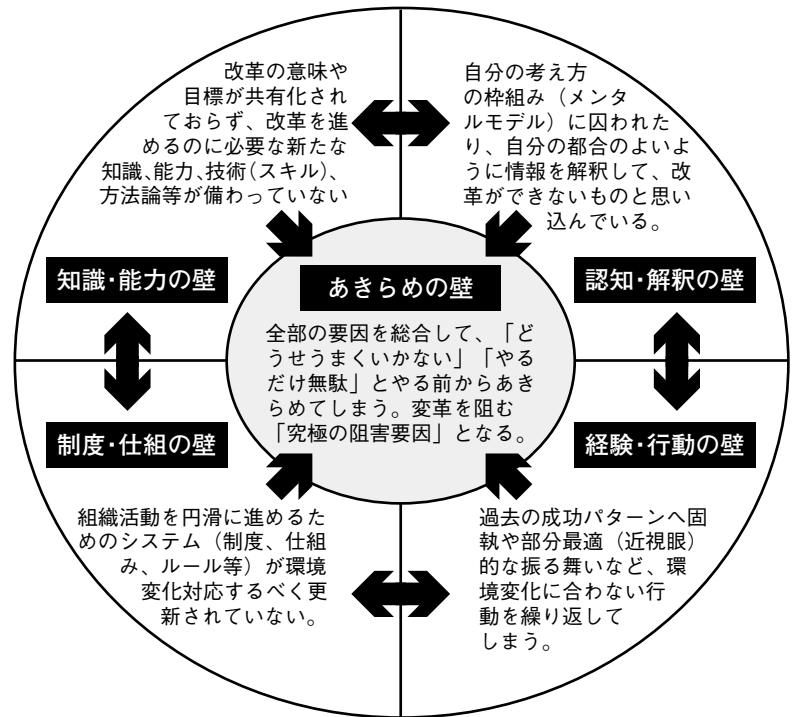 改革の意味や
目標が共有化され
ておらず、改革を進
めるのに必要な新たな
知識、能力、技術（スキル）、
方法論等が備わっていない
自分の考え方
の枠組み（メンタ
ルモデル）に囚われた
り、自分の都合のよいよ
うに情報を解釈して、改
革ができないものと思い
込んでいる。
知識・能力の壁
あきらめの壁
認知・解釈の壁
全部の要因を総合して、「ど
うせうまくいかない」「やる
だけ無駄」とやる前からあき
らめてしまう。変革を阻む
「究極の阻害要因」となる。
制度・仕組の壁
経験・行動の壁
組織活動を円滑に進めるた
めのシステム（制度、仕組
み、ルール等）が環境
変化対応するべく更
新されていない。
過去の成功パターンへ固
執や部分最適（近視眼）
的な振る舞いなど、環
境変化に合わない行
動を繰り返して
しまう。